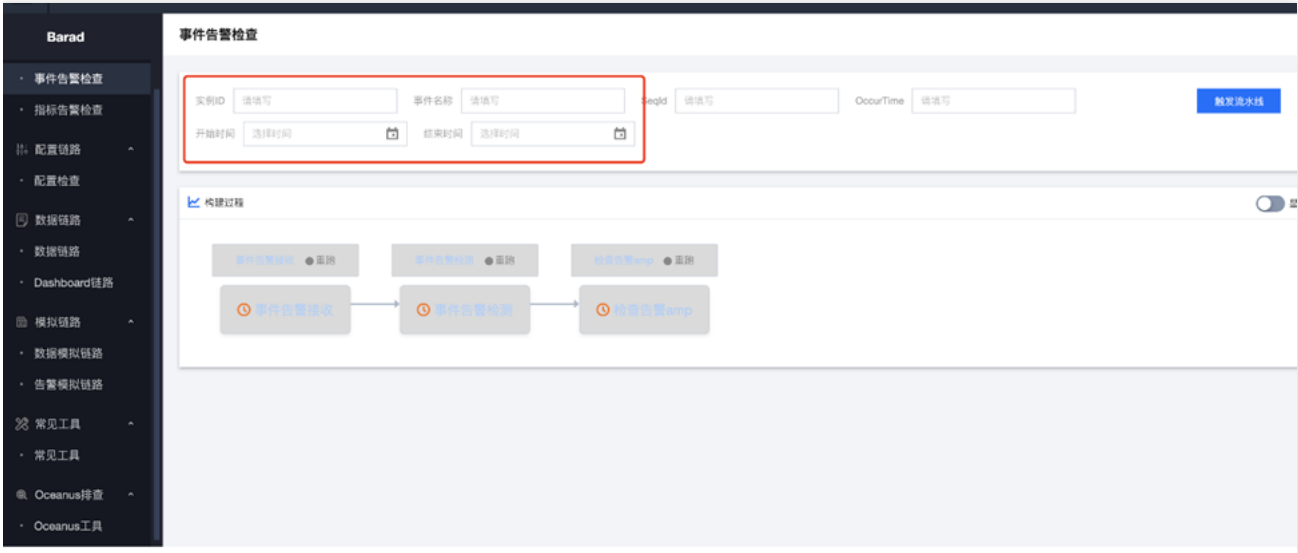 Barad
事件告警检查
指标告警检查
配置链路
配置检查
数据链路
数据链路
Dashboard链路
模拟链路
数据模拟链路
告警模拟链路
常见工具
常见工具
Oceanus排查
Oceanus工具
事件告警检查
实例ID 请填写 事件名称 请填写 SeqId 请填写 OccurTime 请填写 触发流水线
开始时间 选择时间 结束时间 选择时间
构建过程
事件告警接收 重跑 事件告警检测 重跑 检查告警amp 重跑
事件告警接收 事件告警检测 检查告警amp